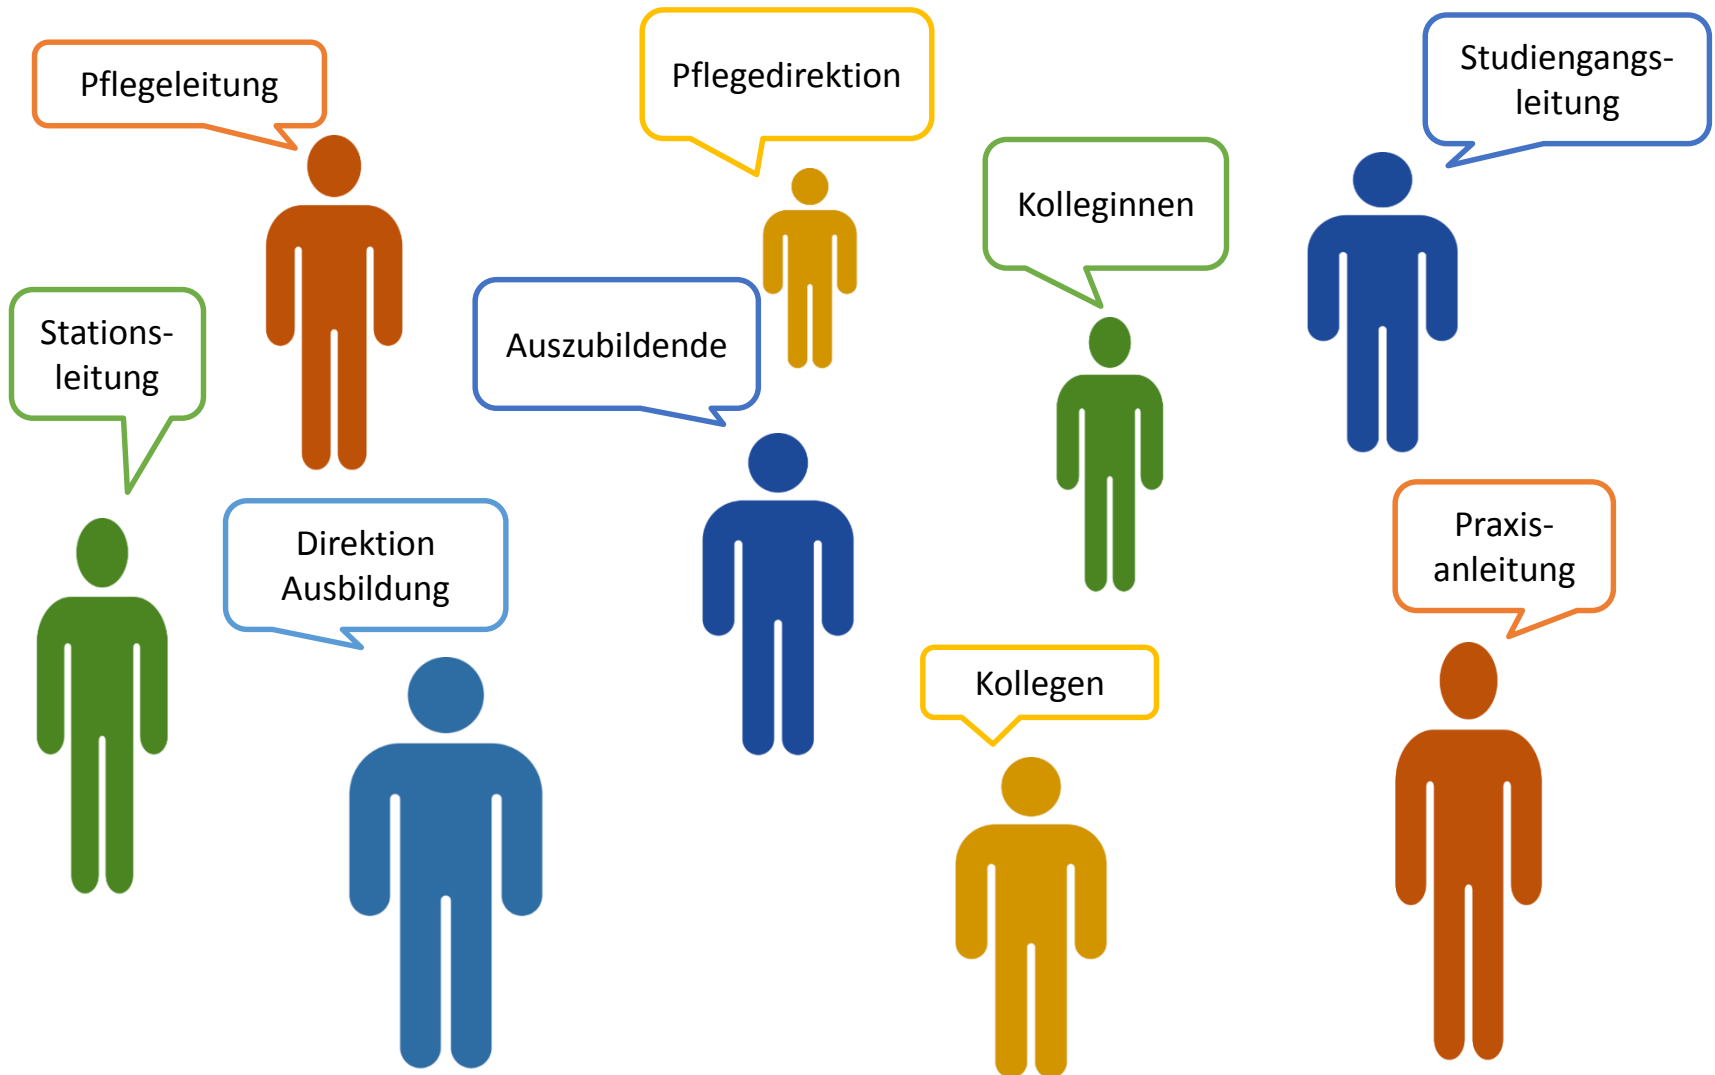 Pflegeleitung
Pflegedirektion
Studiengangs-
leitung
Kolleginnen
Stations-
leitung
Auszubildende
Direktion
Ausbildung
Praxis-
anleitung
Kollegen